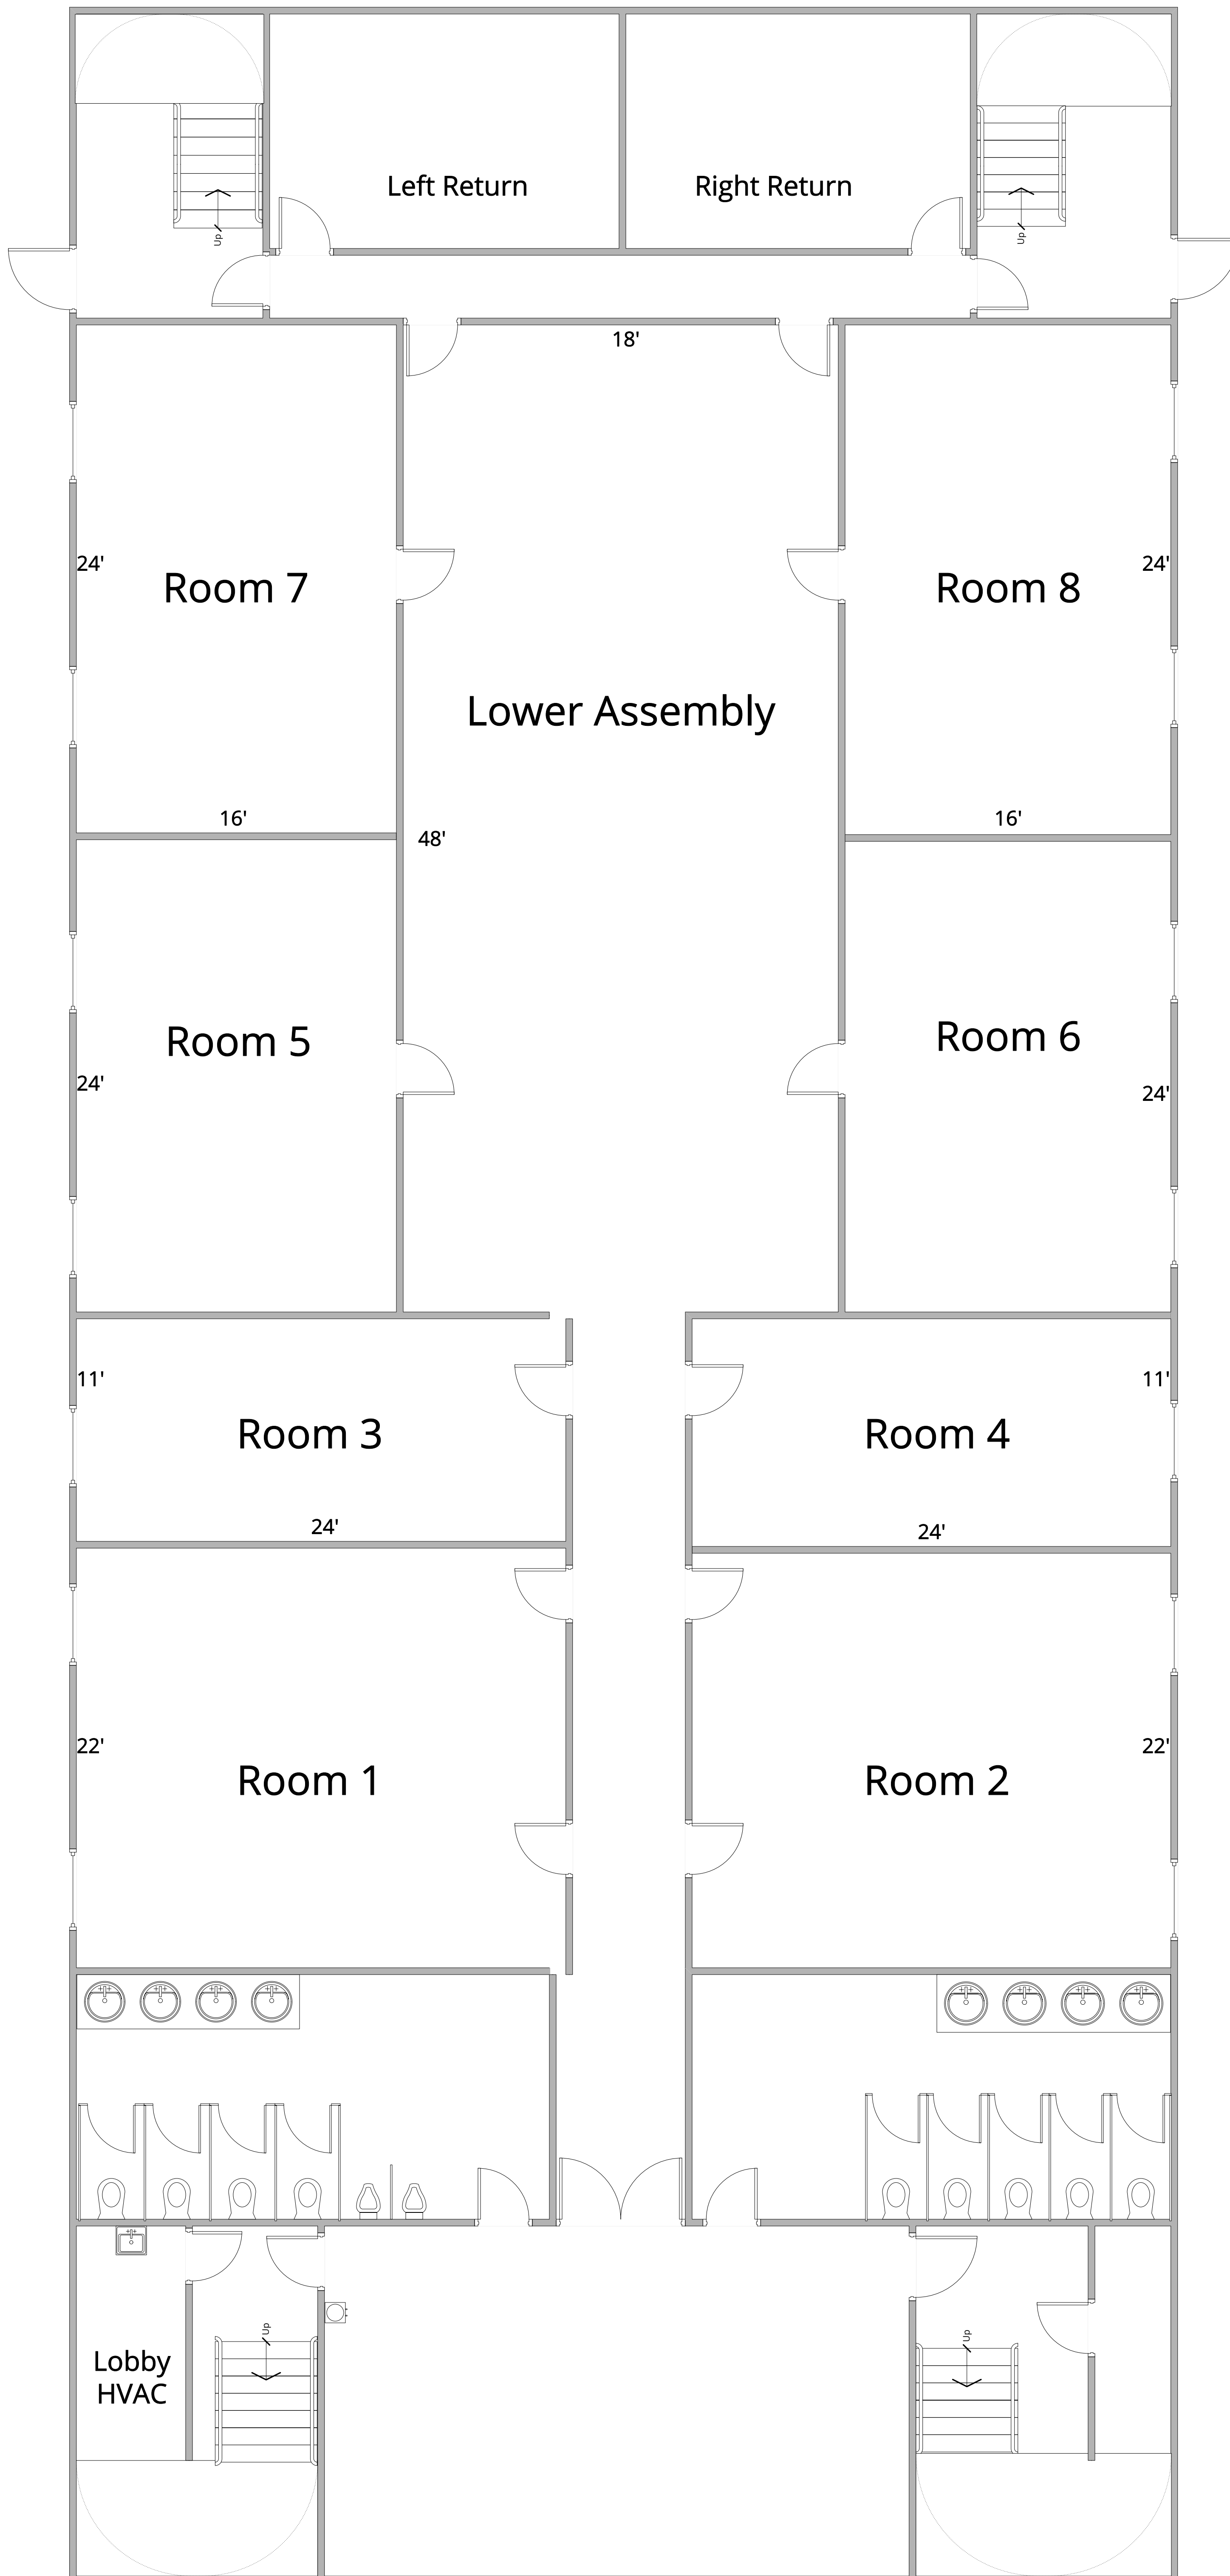 Left Return
Right Return
Up
Up
18'
24'
Room 7
Room 8
24'
Lower Assembly
16'
48'
16'
Room 5
Room 6
24'
24'
11'
11'
Room 3
Room 4
24'
24'
22'
22'
Room 1
Room 2
Up
Up
Lobby
HVAC